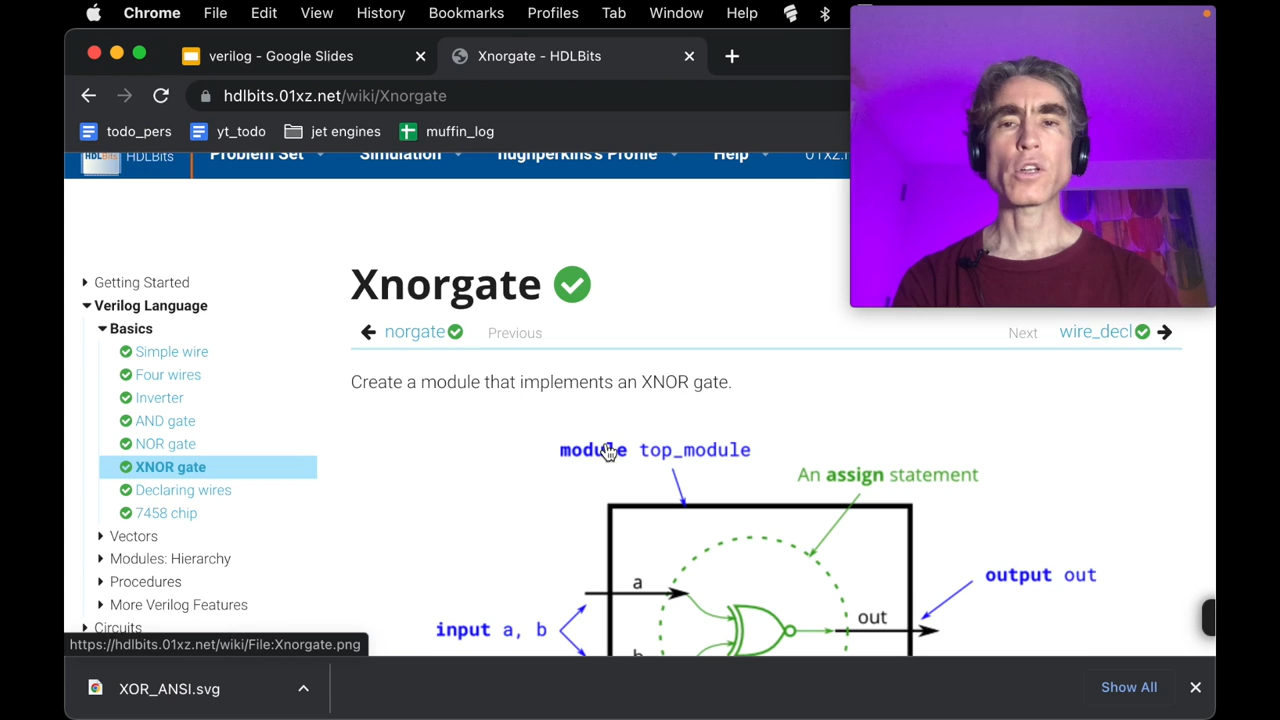 Chrome File Edit View History Bookmarks Profiles Tab Window Help
verilog - Google Slides
Xnorgate - HDLBits
hdlbits.01xz.net/wiki/Xnorgate
todo_pers yt_todo jet engines muffin_log
HDLBits Problem Set Simulation hughperkins's Profile Help 01xz.n
Getting Started
Verilog Language
Basics
Simple wire
Four wires
Inverter
AND gate
NOR gate
XNOR gate
Declaring wires
7458 chip
Vectors
Modules: Hierarchy
Procedures
More Verilog Features
Circuits
Xnorgate
norgate Previous
Next wire_decl
Create a module that implements an XNOR gate.
module top_module
An assign statement
a
output out
out
input a, b
b
https://hdlbits.01xz.net/wiki/File:Xnorgate.png
XOR_ANSI.svg
Show All